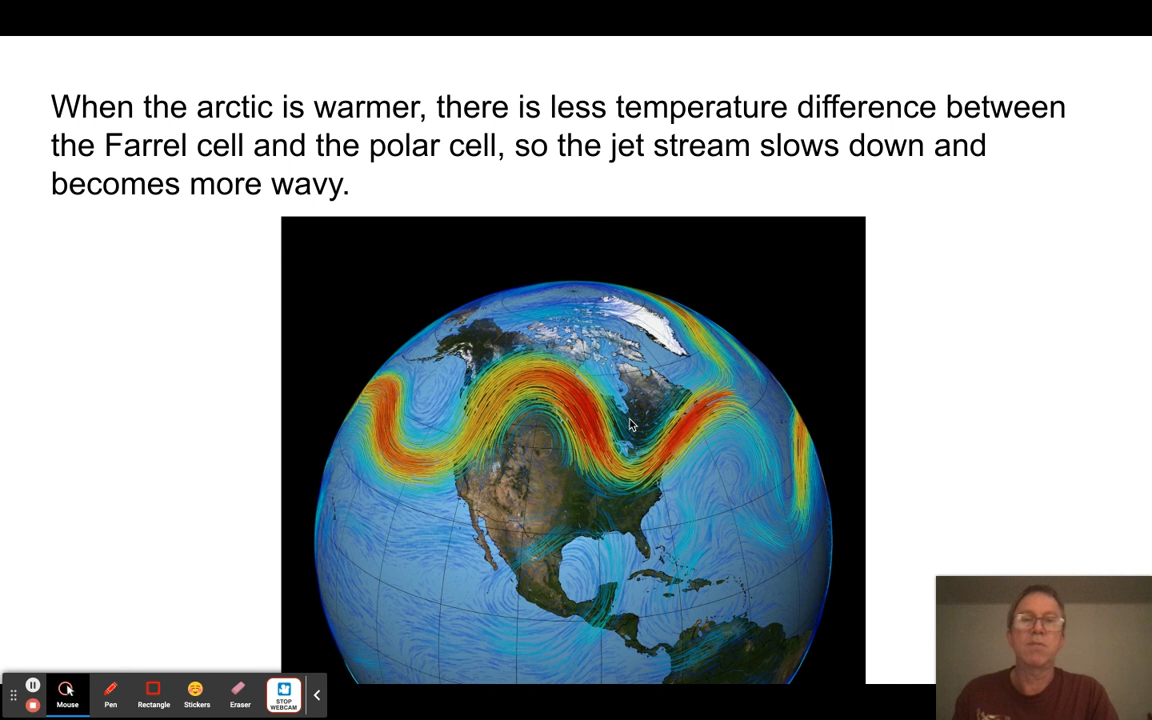 When the arctic is warmer, there is less temperature difference between
the Farrel cell and the polar cell, so the jet stream slows down and
becomes more wavy.
Mouse
Pen
Rectangle
Stickers
Eraser
STOP
WEBCAM